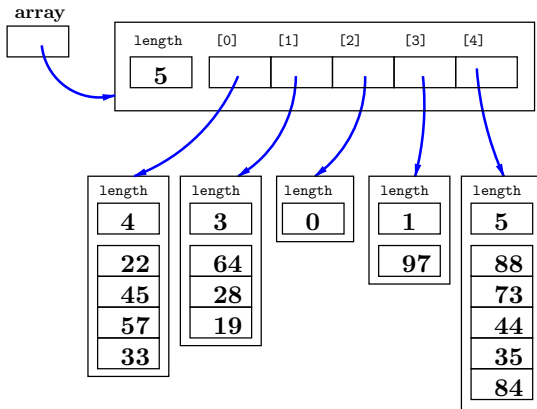 array
length [0] [1] [2] [3] [4]
5
length length length length length
4 3 0 1 5
22 64 97 88
45 28 73
57 19 44
33 35
84